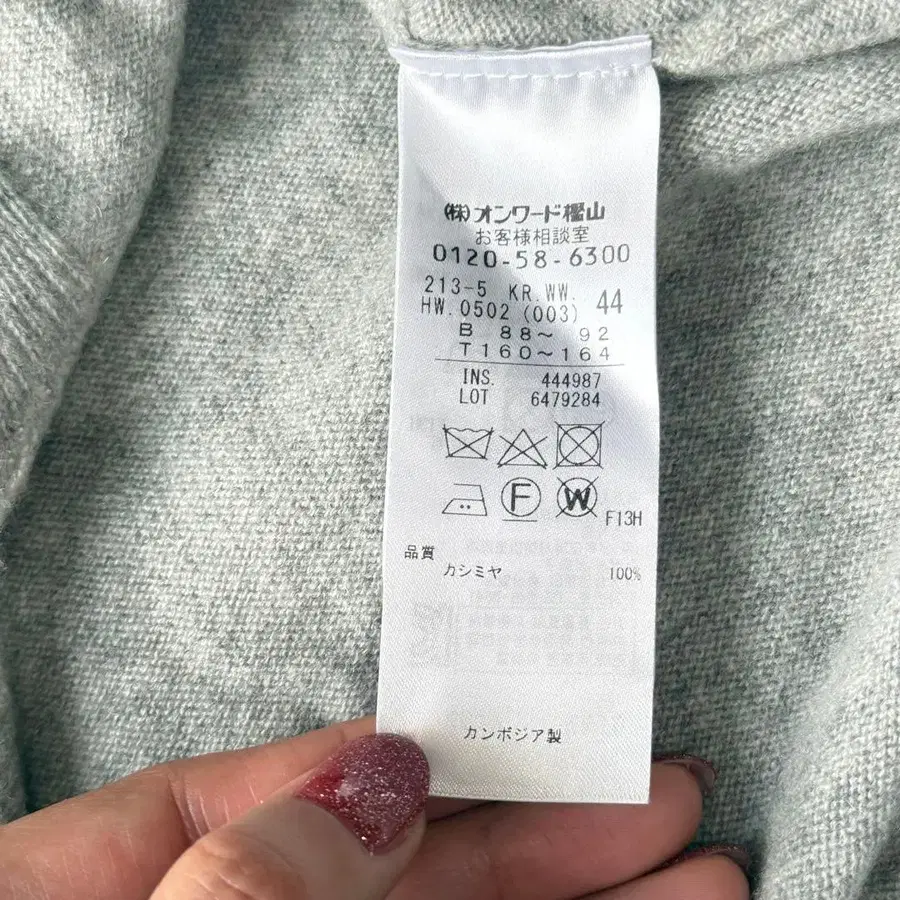 (株)オンワード樫山
お客様相談室
0120-58-6300
213-5 KR.WW. 44
HW.0502 (003)
B 88～ 92
T160～164
INS. 444987
LOT 6479284
F W F13H
品質
カシミヤ 100%
カンボジア製